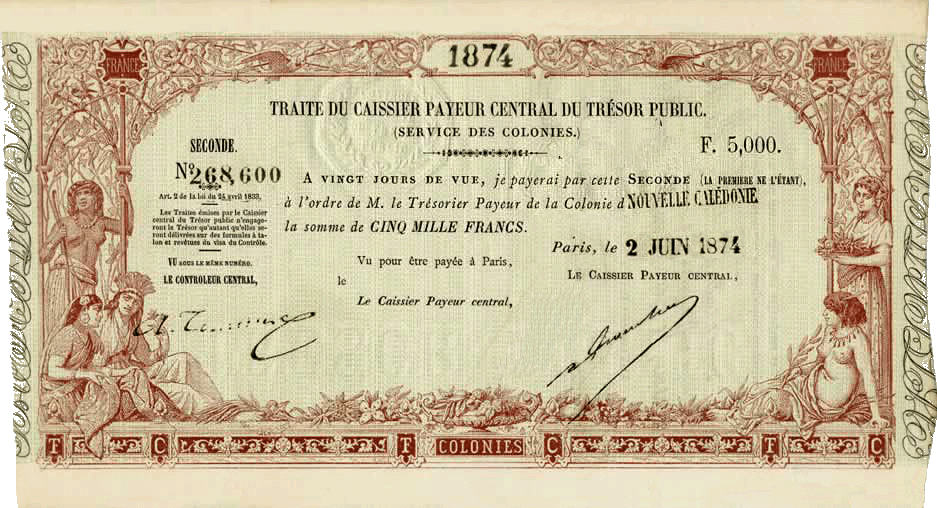 1874
FRANCE
FRANCE
TRAITE DU CAISSIER PAYEUR CENTRAL DU TRÉSOR PUBLIC.
(SERVICE DES COLONIES.)
SECONDE.
F. 5,000.
No 268,600
Art. 2 de la loi du 24 avril 1833.
Les Traites émises par le Caissier
central du Trésor public n'engage-
ront le Trésor qu'autant qu'elles se-
ront délivrées sur des formules à ta-
lon et revêtues du visa du Contrôle.
VU SOUS LE MÊME NUMÉRO.
LE CONTROLEUR CENTRAL,
A VINGT JOURS DE VUE, je payerai par cette SECONDE (LA PREMIERE NE L'ÉTANT),
à l'ordre de M. le Trésorier Payeur de la Colonie d NOUVELLE CALÉDONIE
la somme de CINQ MILLE FRANCS.
Paris, le 2 JUIN 1874
Vu pour être payée à Paris,
LE CAISSIER PAYEUR CENTRAL,
le
Le Caissier Payeur central,
F C F COLONIES C F C